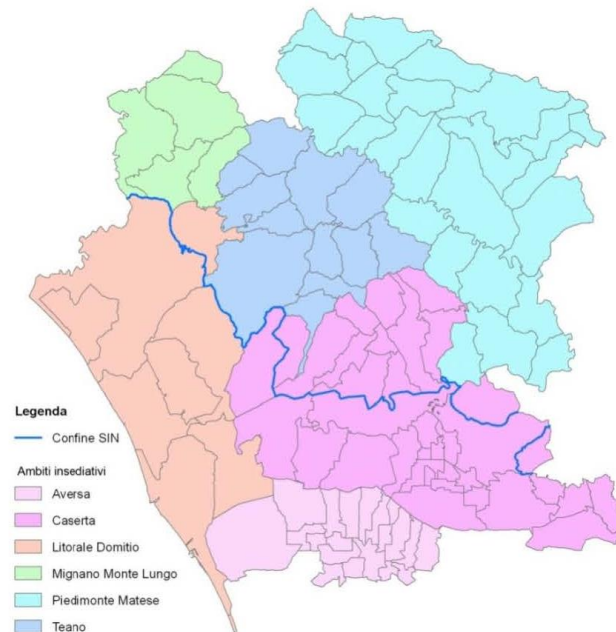 Legenda
Confine SIN
Ambiti insediativi
Aversa
Caserta
Litorale Domitio
Mignano Monte Lungo
Piedimonte Matese
Teano